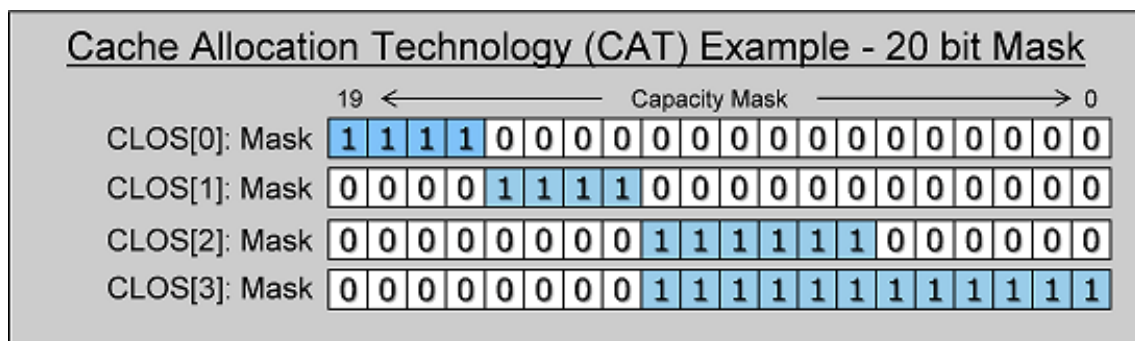 Cache Allocation Technology (CAT) Example - 20 bit Mask
19 Capacity Mask 0
CLOS[0]: Mask 1 1 1 1 0 0 0 0 0 0 0 0 0 0 0 0 0 0 0 0
CLOS[1]: Mask 0 0 0 0 1 1 1 1 0 0 0 0 0 0 0 0 0 0 0 0
CLOS[2]: Mask 0 0 0 0 0 0 0 0 1 1 1 1 1 1 0 0 0 0 0 0
CLOS[3]: Mask 0 0 0 0 0 0 0 0 1 1 1 1 1 1 1 1 1 1 1 1